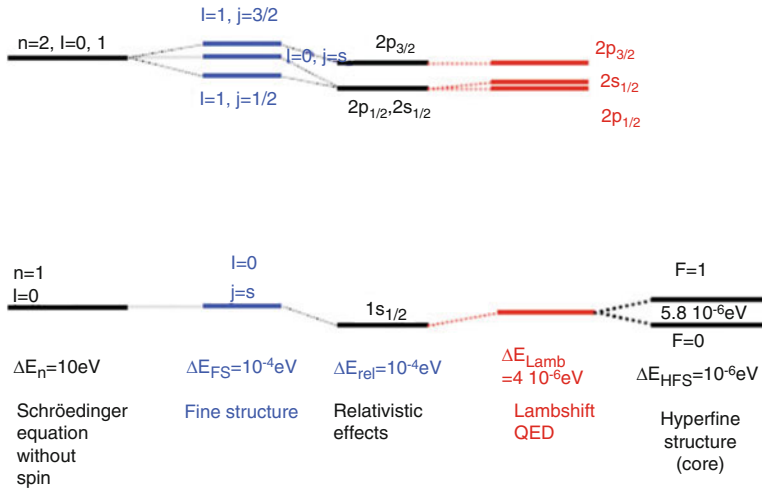 l=1, j=3/2
n=2, l=0, 1
l=0, j=s
l=1, j=1/2
2p3/2
2p1/2,2s1/2
2p3/2
2s1/2
2p1/2
n=1
l=0
l=0
j=s
1s1/2
F=1
5.8 10-6eV
F=0
ΔEn=10eV
ΔEFS=10-4eV
ΔErel=10-4eV
ΔELamb
=4 10-6eV
ΔEHFS=10-6eV
Schröedinger
equation
without
spin
Fine structure
Relativistic
effects
Lambshift
QED
Hyperfine
structure
(core)